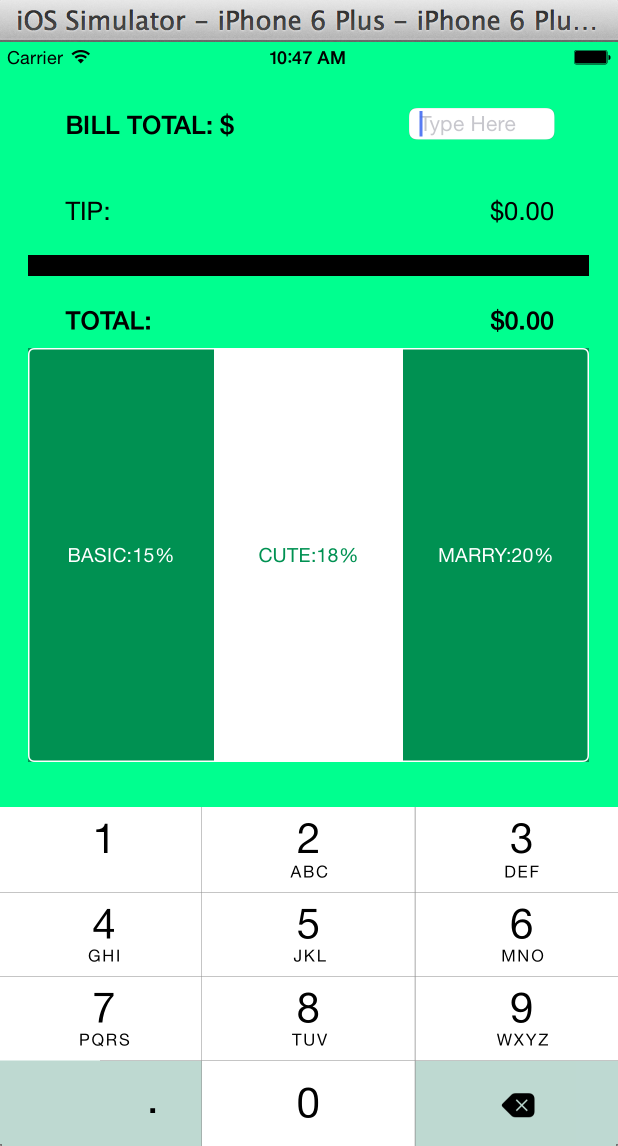 iOS Simulator – iPhone 6 Plus – iPhone 6 Plu...
Carrier 10:47 AM
BILL TOTAL: $ Type Here
TIP: $0.00
TOTAL: $0.00
BASIC:15% CUTE:18% MARRY:20%
1 2 3
ABC DEF
4 5 6
GHI JKL MNO
7 8 9
PQRS TUV WXYZ
. 0